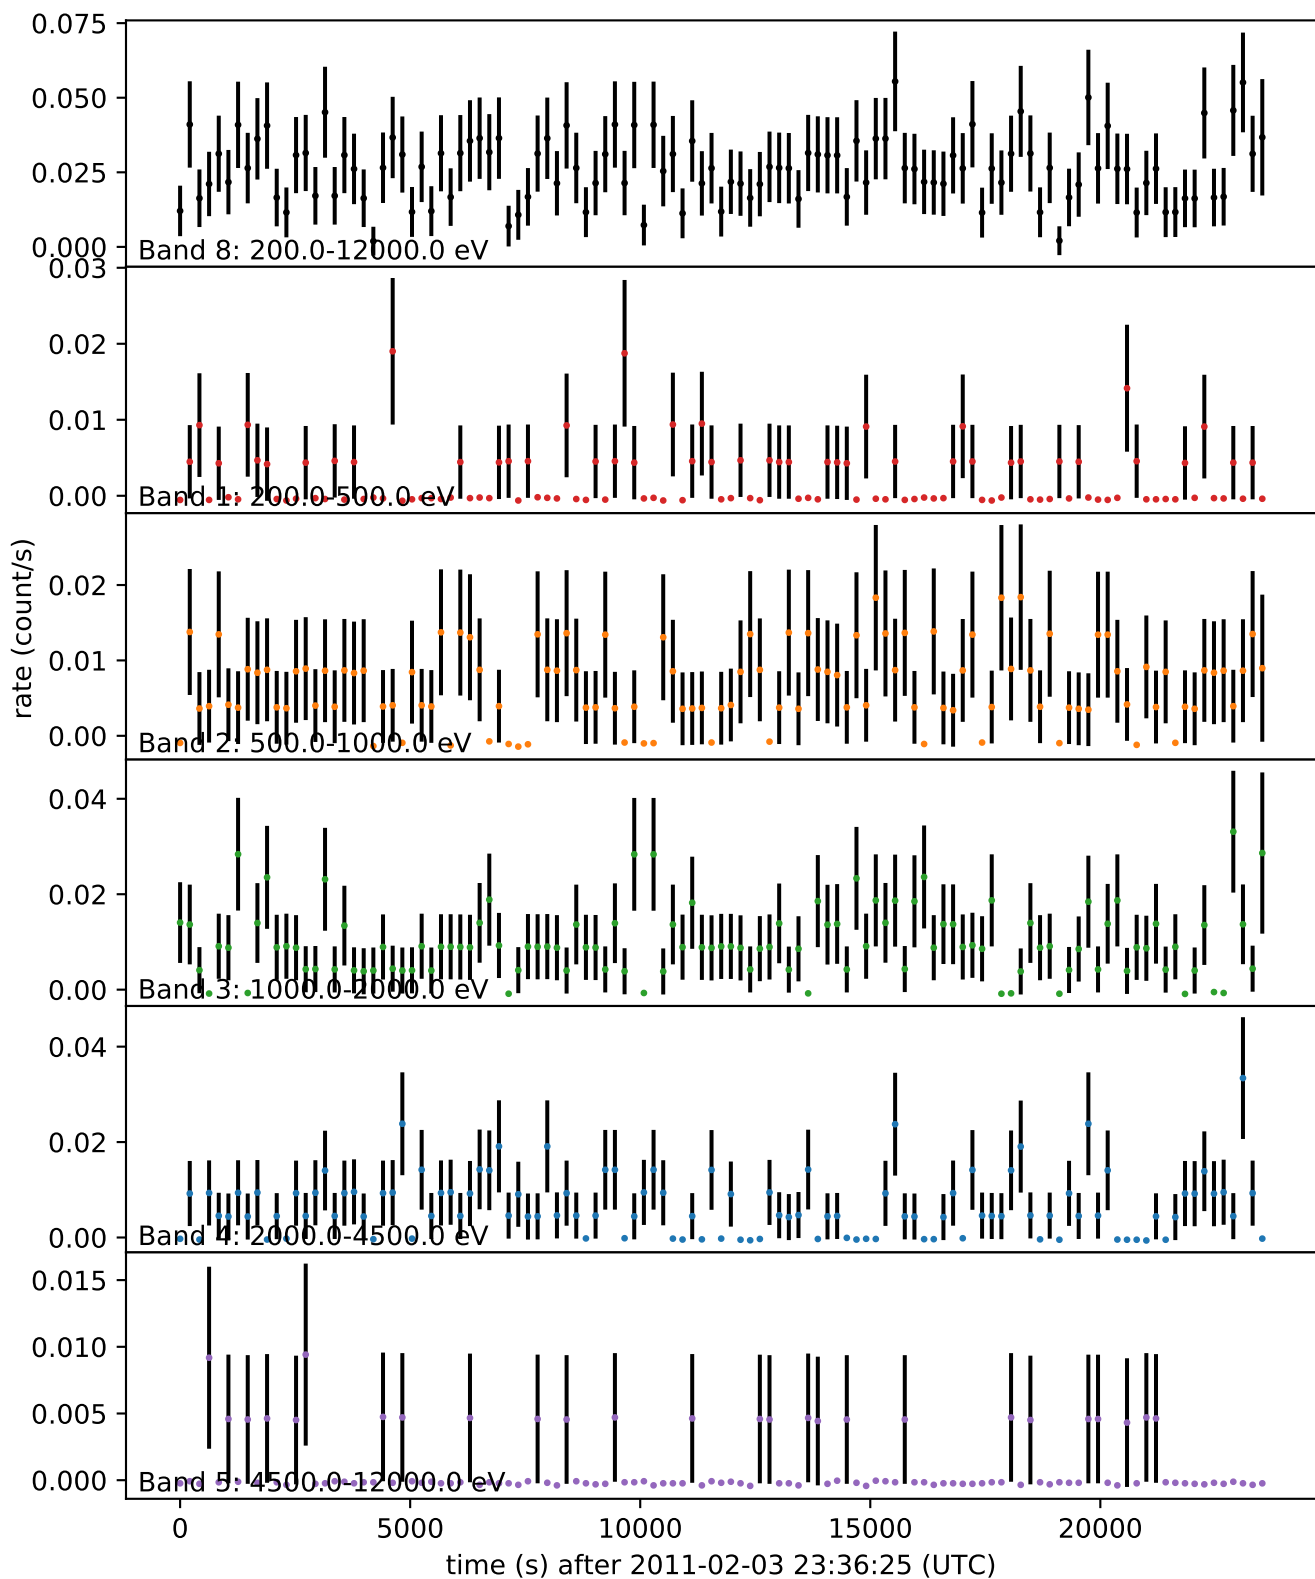 0.075
0.050
0.025
0.000
Band 8: 200.0-12000.0 eV
0.03
0.02
0.01
0.00
Band 1: 200.0-500.0 eV
rate (count/s)
0.02
0.01
0.00
Band 2: 500.0-1000.0 eV
0.04
0.02
0.00
Band 3: 1000.0-2000.0 eV
0.04
0.02
0.00
Band 4: 2000.0-4500.0 eV
0.015
0.010
0.005
0.000
Band 5: 4500.0-12000.0 eV
0 5000 10000 15000 20000
time (s) after 2011-02-03 23:36:25 (UTC)